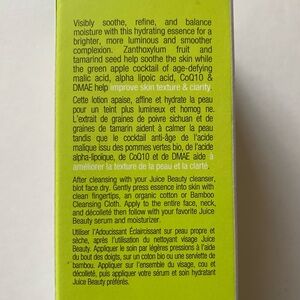 Visibly soothe, refine, and balance
moisture with this hydrating essence for a
brighter, more luminous and smoother
complexion. Zanthoxylum fruit and
tamarind seed help soothe the skin while
the green apple cocktail of age-defying
malic acid, alpha lipoic acid, CoQ10 &
DMAE help improve skin texture & clarity.
Cette lotion apaise, affine et hydrate la peau
pour un teint plus lumineux et homog ne.
L'extrait de graines de poivre sichuan et de
graines de tamarin aident à calmer la peau
tandis que le cocktail anti-âge de l'acide
malique issu des pommes vertes bio, de l'acide
alpha-lipoïque, de CoQ10 et de DMAE aide à
améliorer la texture de la peau et la clarté.
After cleansing with your Juice Beauty cleanser,
blot face dry. Gently press essence into skin with
clean fingertips, an organic cotton or Bamboo
Cleansing Cloth. Apply to the entire face, neck,
and décolleté then follow with your favorite Juice
Beauty serum and moisturizer.
Utiliser l'Adoucissant Éclaircissant sur peau propre et
sèche, après l'utilisation du nettoyant visage Juice
Beauty. Appliquer le soin par légères pressions à l'aide
du bout des doigts, sur un coton bio ou une serviette de
bambou. Appliquer sur l'ensemble du visage, cou et
décolleté, puis appliquer votre sérum et soin hydratant
Juice Beauty préférés.